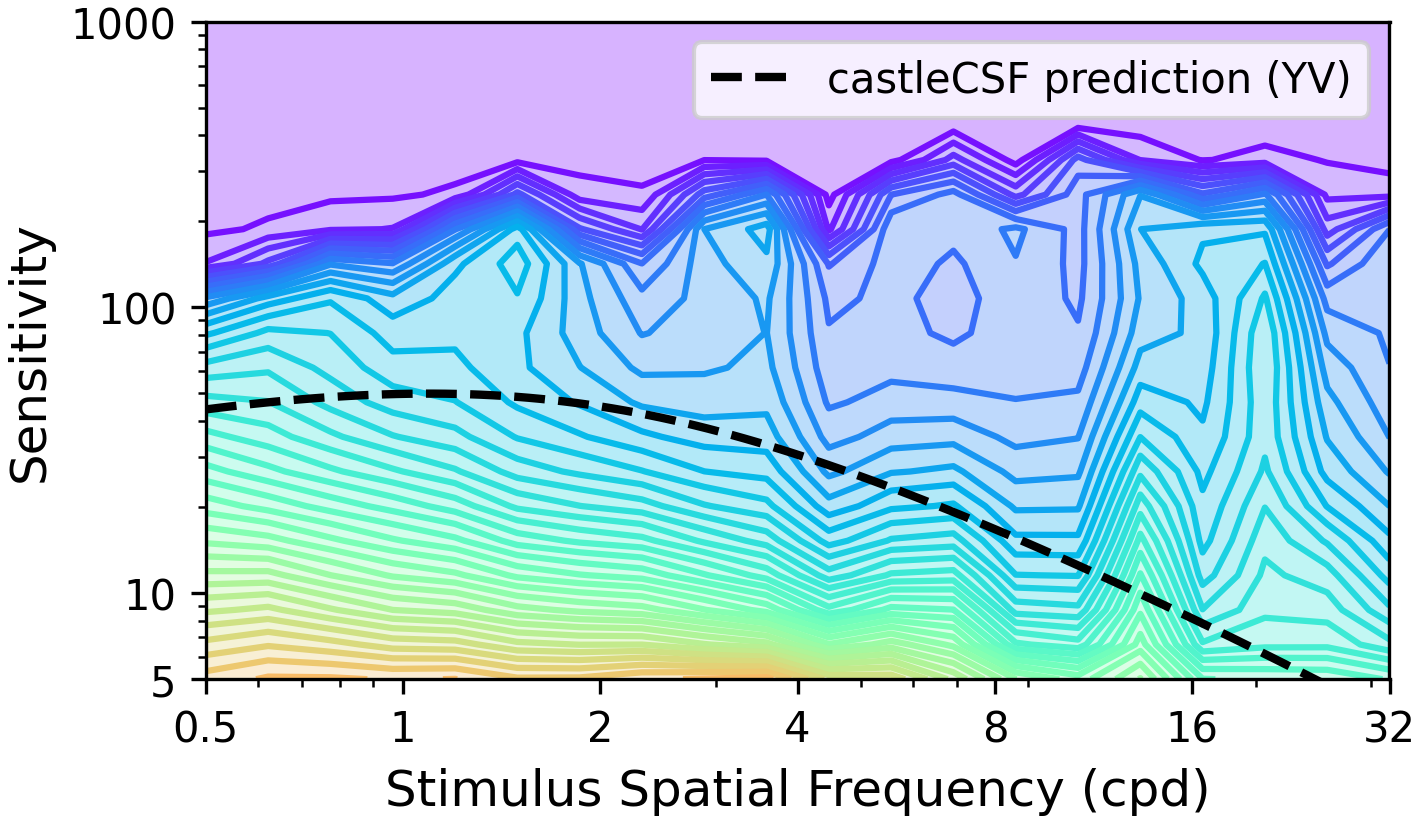 1000
100
10
5
Sensitivity
castleCSF prediction (YV)
0.5 1 2 4 8 16 32
Stimulus Spatial Frequency (cpd)